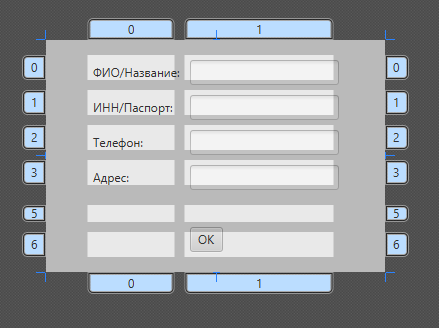 0 1
0 ФИО/Название: 0
1 ИНН/Паспорт: 1
2 Телефон: 2
3 Адрес: 3
5 5
6 OK 6
0 1